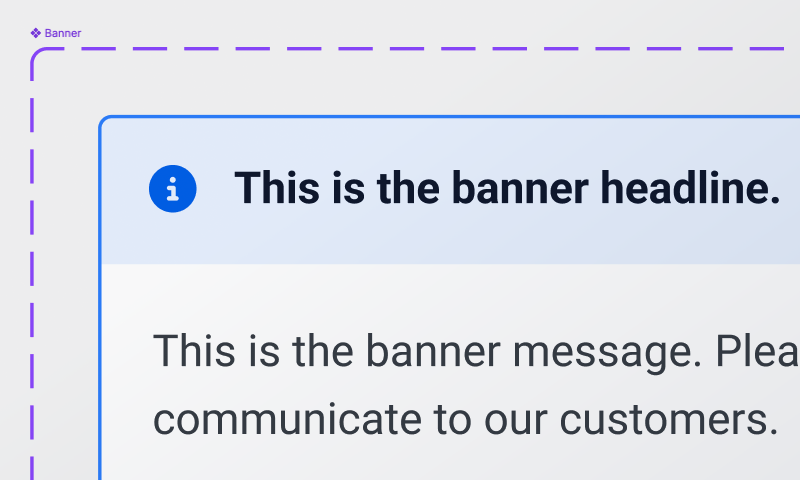 Banner
This is the banner headline.
This is the banner message. Plea
communicate to our customers.